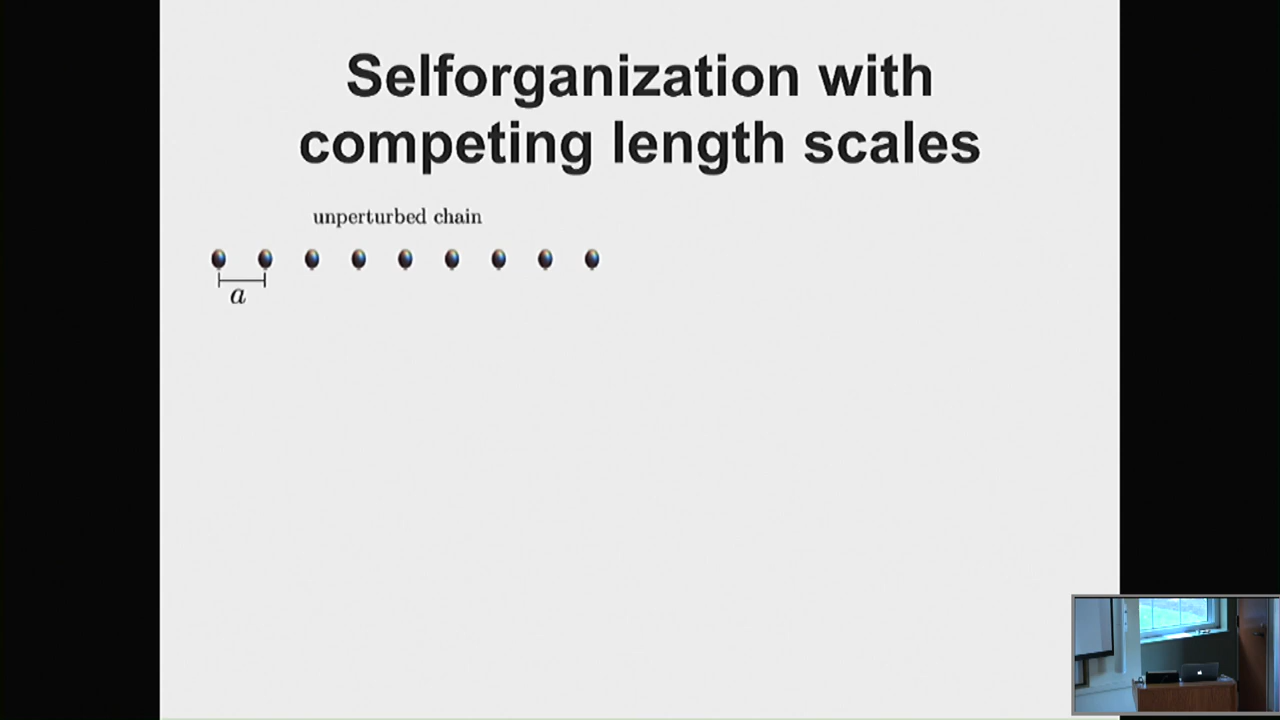 Selforganization with
competing length scales
unperturbed chain
a